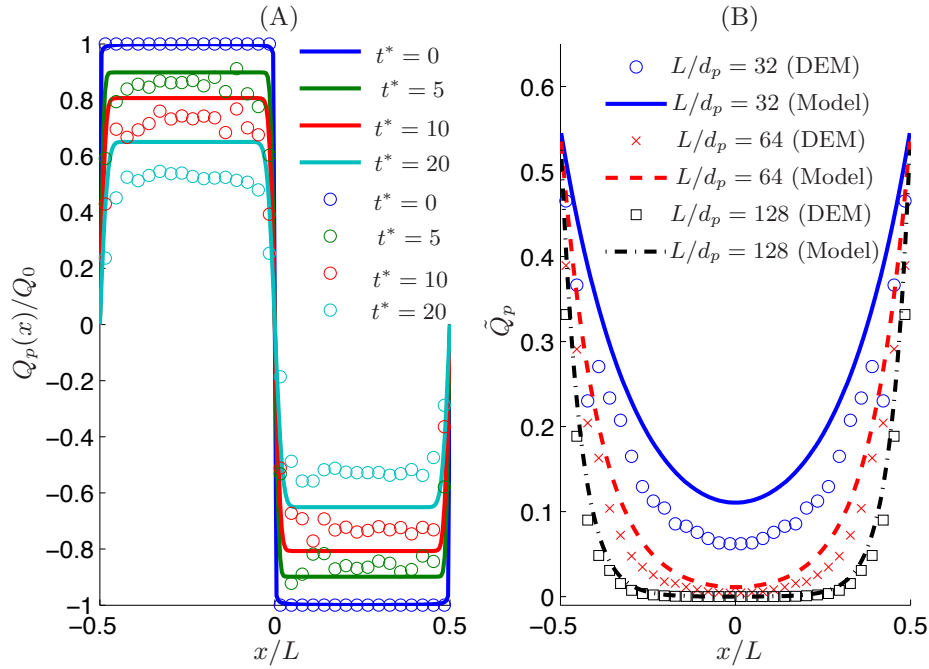 (A)
1
0.8
0.6
0.4
0.2
0
−0.2
−0.4
−0.6
−0.8
−1
Q_p(x)/Q_0
−0.5
0
0.5
x/L
t* = 0
t* = 5
t* = 10
t* = 20
t* = 0
t* = 5
t* = 10
t* = 20
(B)
0.5
0.4
0.3
0.2
0.1
0
Q̃_p
−0.5
0
0.5
x/L
L/d_p = 32 (DEM)
L/d_p = 32 (Model)
L/d_p = 64 (DEM)
L/d_p = 64 (Model)
L/d_p = 128 (DEM)
L/d_p = 128 (Model)